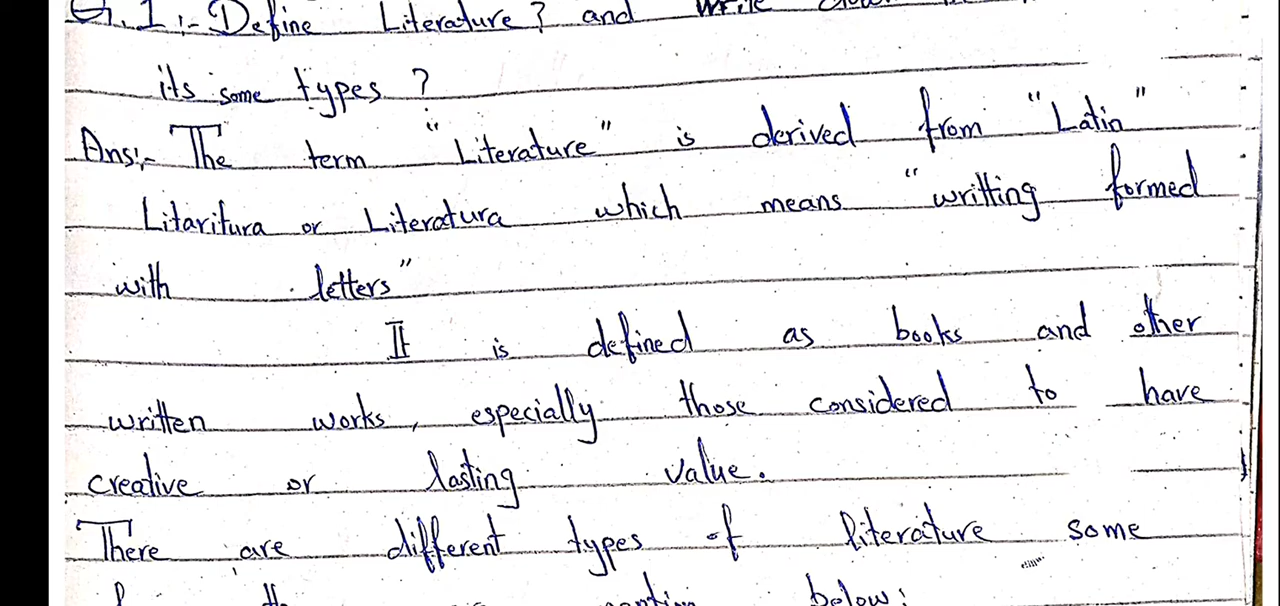 Q.1:- Define Literature? and write down
its some types ?
Ans:- The term "Literature" is derived from "Latin"
Litaritura or Literatura which means "writting formed
with letters"
It is defined as books and other
written works, especially those considered to have
creative or lasting value.
There are different types of literature some
below: